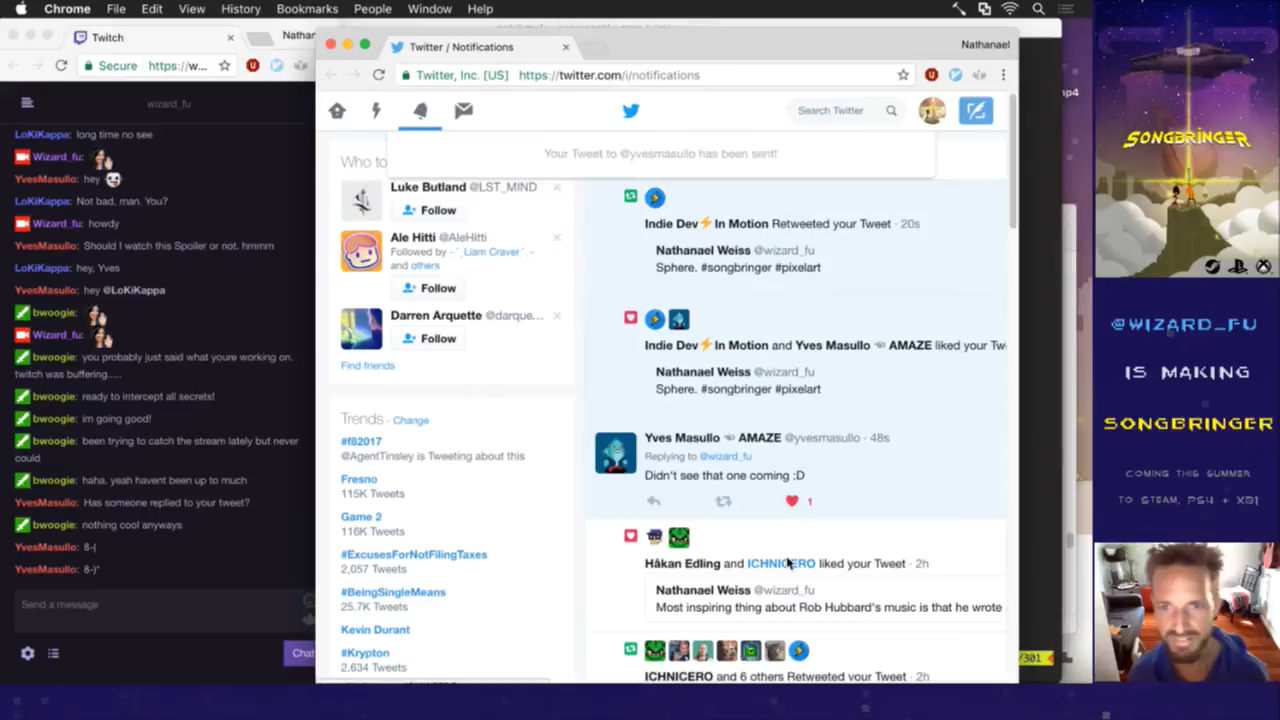 Chrome File Edit View History Bookmarks People Window Help
Twitch
Nathan
Secure https://w...
wizard_fu
LoKiKappa: long time no see
Wizard_fu:
YvesMasullo: hey
LoKiKappa: Not bad, man. You?
Wizard_fu: howdy
YvesMasullo: Should I watch this Spoiler or not. hmmm
LoKiKappa: hey, Yves
YvesMasullo: hey @LoKiKappa
bwoogie:
Wizard_fu:
bwoogie: you probably just said what youre working on.
twitch was buffering.....
bwoogie: ready to intercept all secrets!
bwoogie: im going good!
bwoogie: been trying to catch the stream lately but never
could
bwoogie: haha, yeah havent been up to much
YvesMasullo: Has someone replied to your tweet?
bwoogie: nothing cool anyways
YvesMasullo: 8-(
YvesMasullo: 8-)"
Send a message
Chat
Twitter / Notifications
Nathanael
Twitter, Inc. [US] https://twitter.com/i/notifications
Search Twitter
Your Tweet to @yvesmasullo has been sent!
Who to
Luke Butland @LST_MIND
Follow
Ale Hitti @AleHitti
Followed by -ˋˏLiam Craverˎˊ-
and others
Follow
Darren Arquette @darque...
Follow
Find friends
Trends · Change
#f82017
@AgentTinsley is Tweeting about this
Fresno
115K Tweets
Game 2
116K Tweets
#ExcusesForNotFilingTaxes
2,057 Tweets
#BeingSingleMeans
25.7K Tweets
Kevin Durant
#Krypton
2,634 Tweets
Indie Dev⚡In Motion Retweeted your Tweet · 20s
Nathanael Weiss @wizard_fu
Sphere. #songbringer #pixelart
Indie Dev⚡In Motion and Yves Masullo ☜ AMAZE liked your Tw
Nathanael Weiss @wizard_fu
Sphere. #songbringer #pixelart
Yves Masullo ☜ AMAZE @yvesmasullo · 48s
Replying to @wizard_fu
Didn't see that one coming :D
1
Håkan Edling and ICHNICERO liked your Tweet · 2h
Nathanael Weiss @wizard_fu
Most inspiring thing about Rob Hubbard's music is that he wrote
ICHNICERO and 6 others Retweeted your Tweet · 2h
mp4
/301
SONGBRINGER
@WIZARD_FU
IS MAKING
SONGBRINGER
COMING THIS SUMMER
TO STEAM, PS4 + XB1